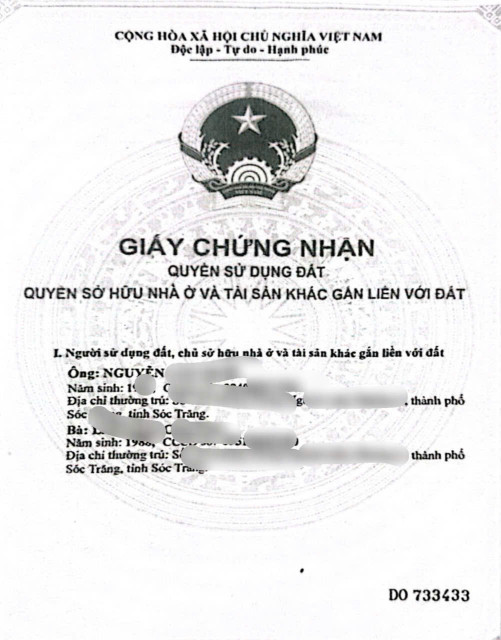 CỘNG HÒA XÃ HỘI CHỦ NGHĨA VIỆT NAM
Độc lập - Tự do - Hạnh phúc
GIẤY CHỨNG NHẬN
QUYỀN SỬ DỤNG ĐẤT
QUYỀN SỞ HỮU NHÀ Ở VÀ TÀI SẢN KHÁC GẮN LIỀN VỚI ĐẤT
I. Người sử dụng đất, chủ sở hữu nhà ở và tài sản khác gắn liền với đất
Ông: NGUYỄN
Năm sinh:
Địa chỉ thường trú: , thành phố
Sóc , tỉnh Sóc Trăng.
Bà:
Năm sinh: 1988,
Địa chỉ thường trú: thành phố
Sóc Trăng, tỉnh Sóc
DO 733433